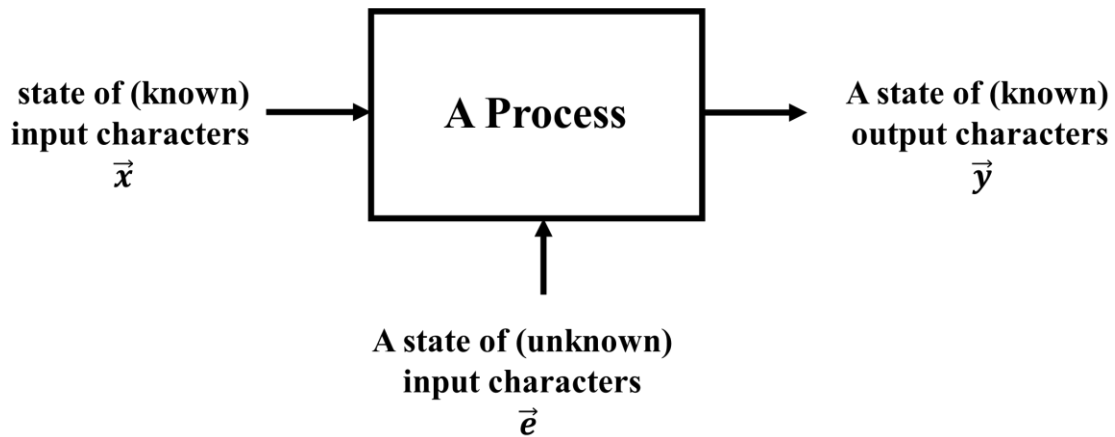 state of (known)
input characters
x⃗
A Process
A state of (known)
output characters
y⃗
A state of (unknown)
input characters
e⃗